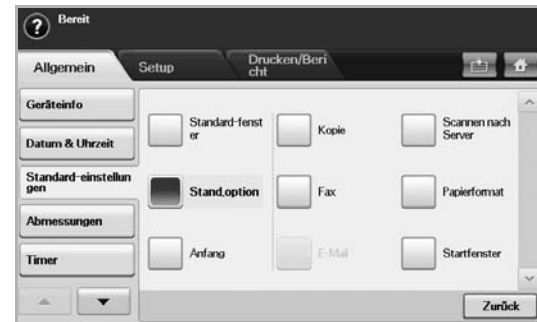 Bereit
Allgemein
Setup
Drucken/Beri
cht
Geräteinfo
Datum & Uhrzeit
Standard-einstellun
gen
Abmessungen
Timer
Standard-fenst
er
Kopie
Scannen nach
Server
Stand.option
Fax
Papierformat
Anfang
E-Mail
Startfenster
Zurück